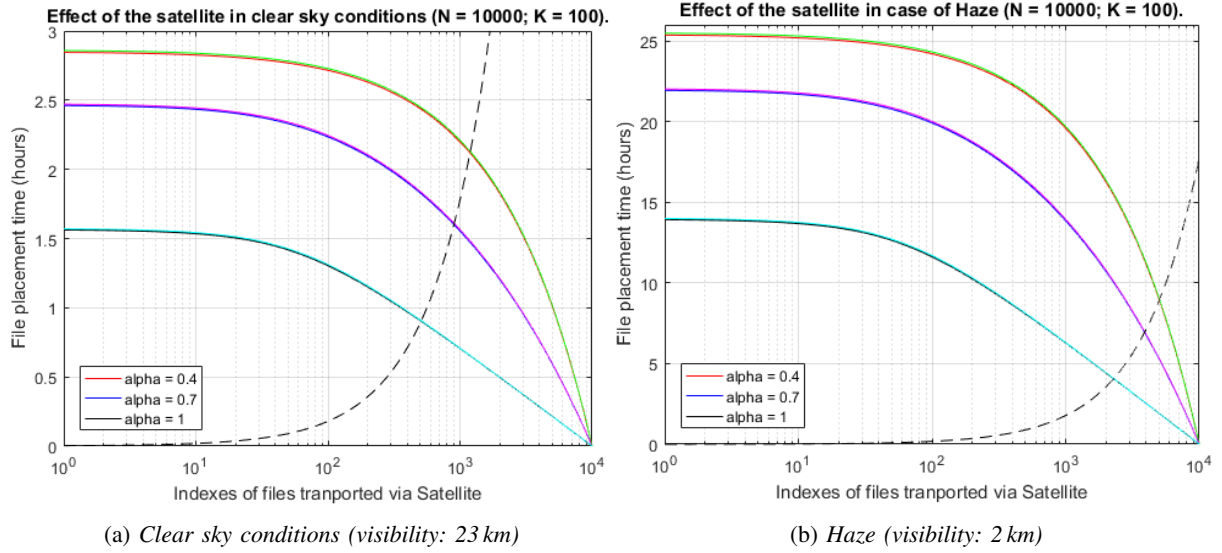 Effect of the satellite in clear sky conditions (N = 10000; K = 100).
3
2.5
2
1.5
1
0.5
0
File placement time (hours)
alpha = 0.4
alpha = 0.7
alpha = 1
10^0
10^1
10^2
10^3
10^4
Indexes of files tranported via Satellite
(a) Clear sky conditions (visibility: 23 km)
Effect of the satellite in case of Haze (N = 10000; K = 100).
25
20
15
10
5
0
File placement time (hours)
alpha = 0.4
alpha = 0.7
alpha = 1
10^0
10^1
10^2
10^3
10^4
Indexes of files tranported via Satellite
(b) Haze (visibility: 2 km)